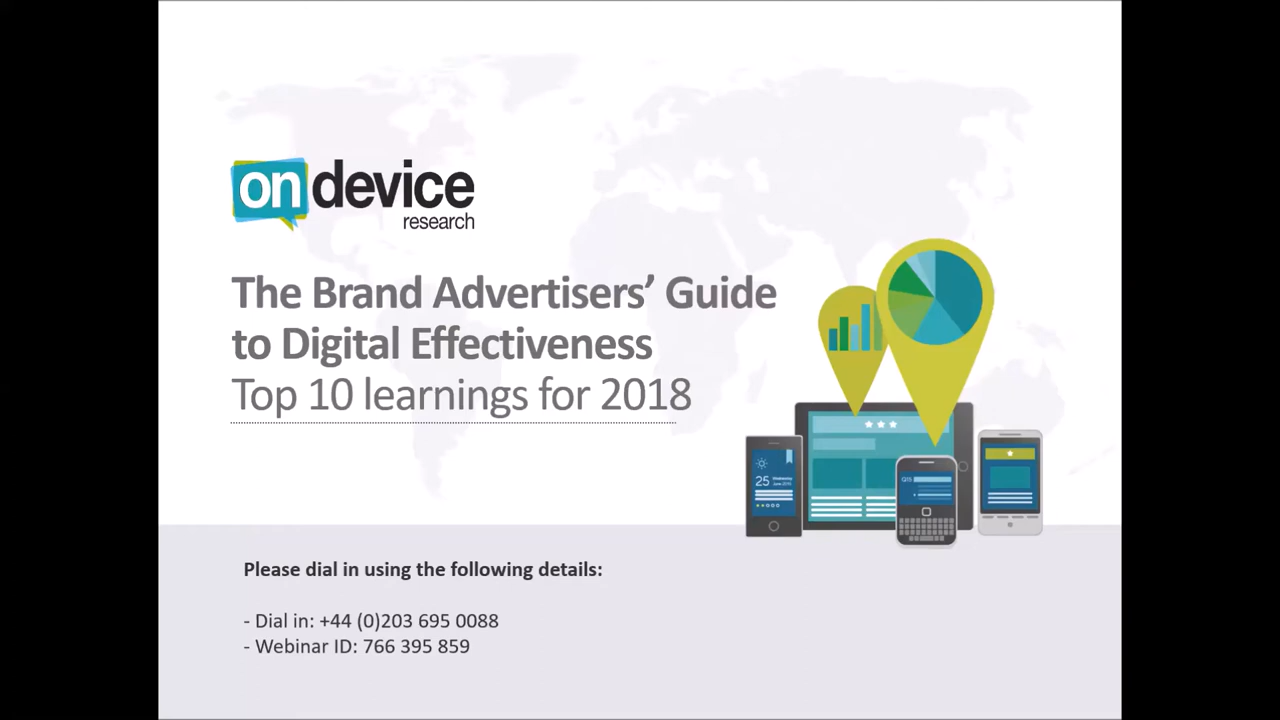 on device
research
The Brand Advertisers' Guide
to Digital Effectiveness
Top 10 learnings for 2018
25
Please dial in using the following details:
- Dial in: +44 (0)203 695 0088
- Webinar ID: 766 395 859